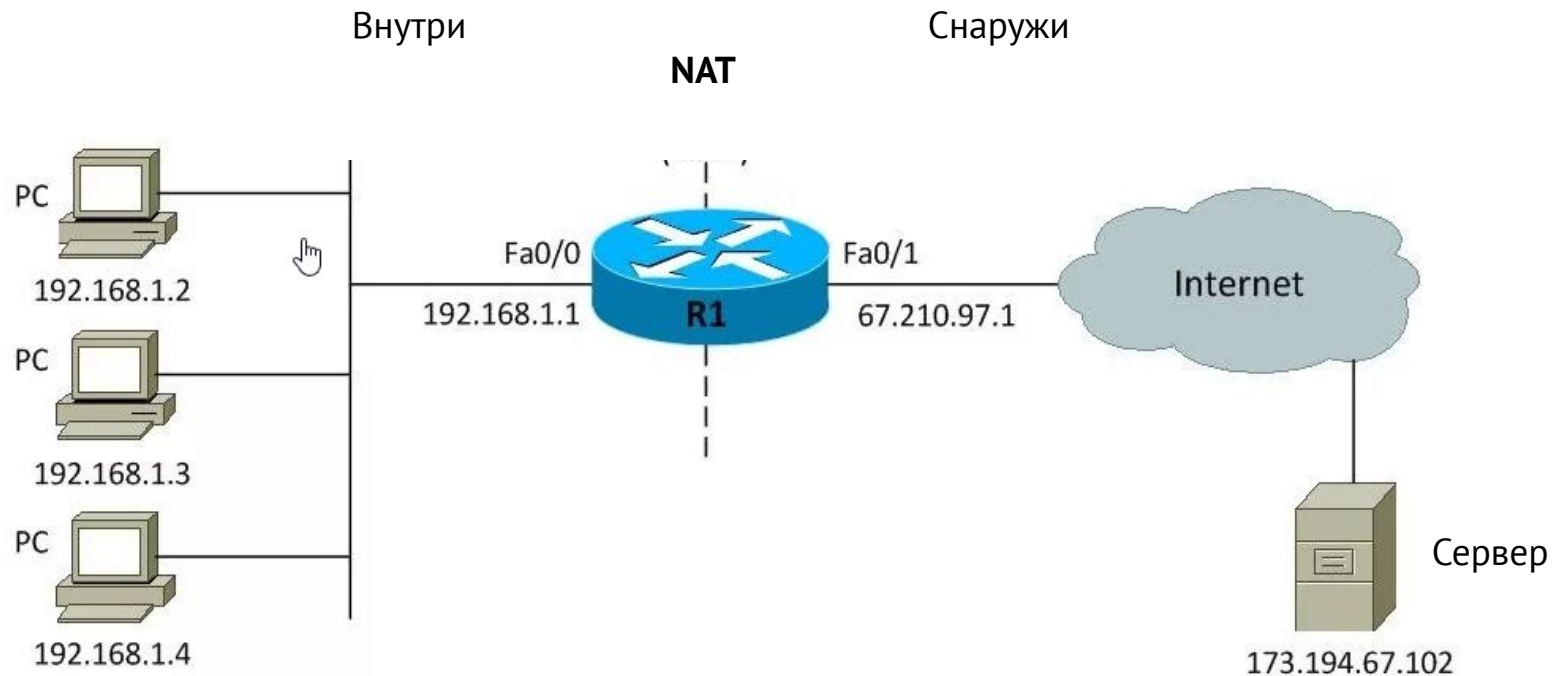 Внутри
Снаружи
NAT
PC
192.168.1.2
PC
192.168.1.3
PC
192.168.1.4
Fa0/0
192.168.1.1
R1
Fa0/1
67.210.97.1
Internet
Сервер
173.194.67.102